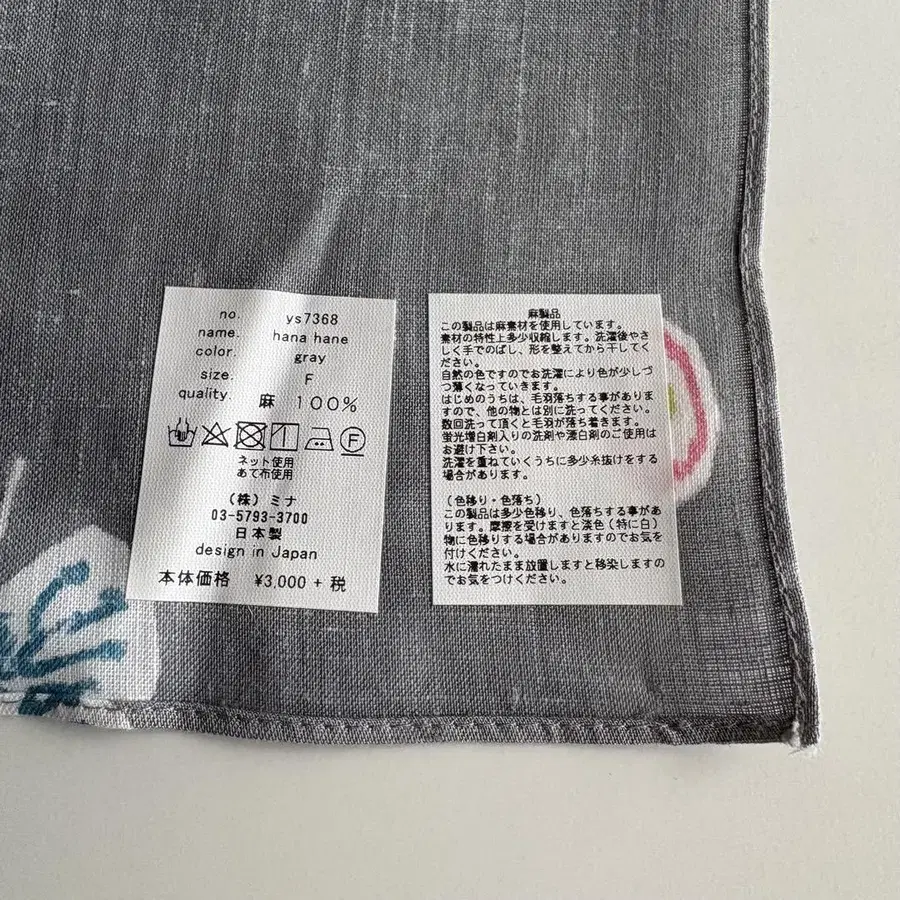 no. ys7368
name. hana hane
color. gray
size. F
quality 麻 100%
ネット使用
あて布使用
(株)ミナ
03-5793-3700
日本製
design in Japan
本体価格 ¥3,000 + 税
麻製品
この製品は麻素材を使用しています。
素材の特性上多少収縮します。洗濯後やさ
しく手でのばし、形を整えてから干してく
ださい。
自然の色ですのでお洗濯により色が少しづ
つ薄くなっていきます。
はじめのうちは、毛羽落ちする事がありま
すので、他の物とは別に洗ってください。
数回洗って頂くと毛羽が落ち着きます。
蛍光増白剤入りの洗剤や漂白剤のご使用は
お避け下さい。
洗濯を重ねていくうちに多少糸抜けをする
場合があります。
(色移り・色落ち)
この製品は多少色移り、色落ちする事があ
ります。摩擦を受けますと淡色(特に白)
物に色移りする場合がありますのでお気を
付けください。
水に濡れたまま放置しますと移染しますの
でお気をつけください。